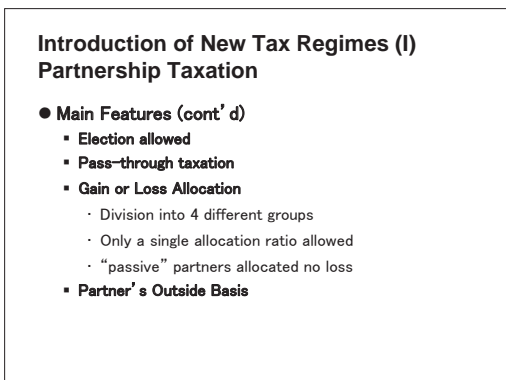 Introduction of New Tax Regimes (I)
Partnership Taxation
● Main Features (cont’d)
▪ Election allowed
▪ Pass-through taxation
▪ Gain or Loss Allocation
· Division into 4 different groups
· Only a single allocation ratio allowed
· “passive” partners allocated no loss
▪ Partner’s Outside Basis